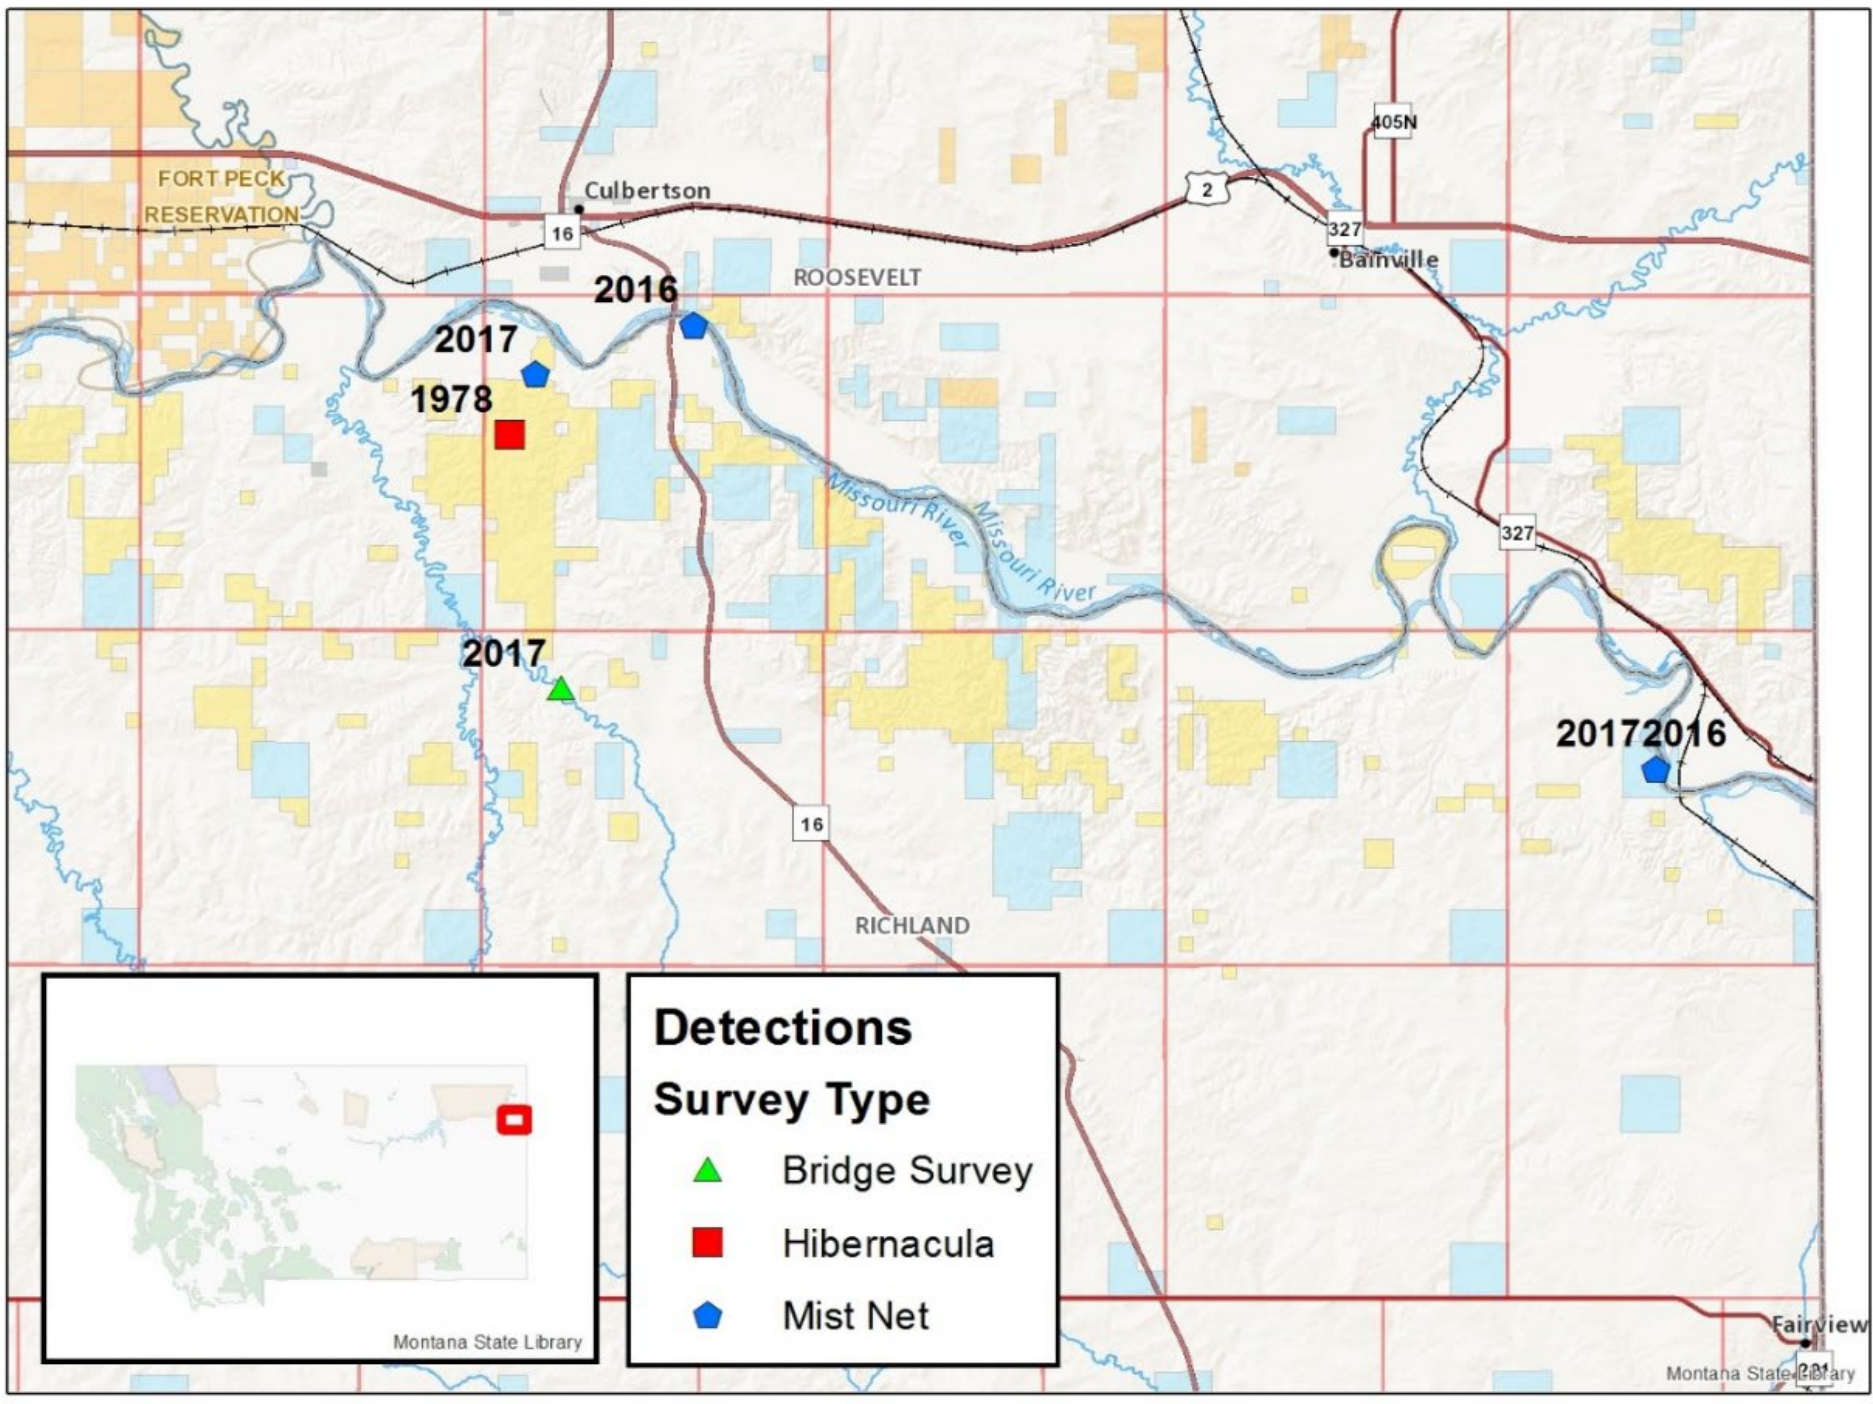 405N
FORT PECK
RESERVATION
Culbertson
2
16
327
Bainville
ROOSEVELT
2016
2017
1978
Missouri River
Missouri River
327
2017
20172016
16
RICHLAND
Detections
Survey Type
Bridge Survey
Hibernacula
Mist Net
Montana State Library
Fairview
Montana State Library